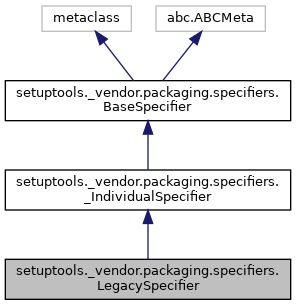 metaclass
abc.ABCMeta
setuptools._vendor.packaging.specifiers.
BaseSpecifier
setuptools._vendor.packaging.specifiers.
_IndividualSpecifier
setuptools._vendor.packaging.specifiers.
LegacySpecifier